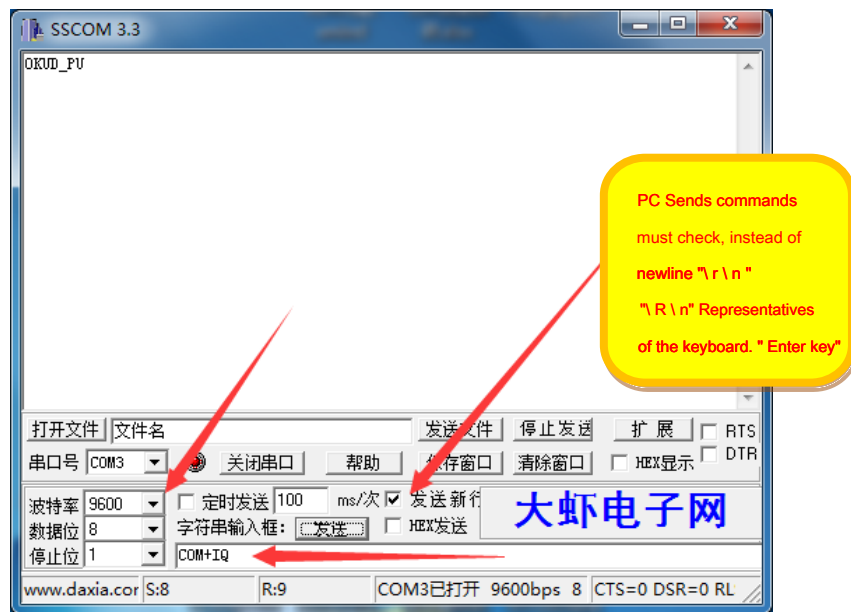 SSCOM 3.3
OKUD_PU
PC Sends commands
must check, instead of
newline "\ r \ n "
"\ R \ n" Representatives
of the keyboard. " Enter key"
打开文件 文件名 发送文件 停止发送 扩 展 RTS
串口号 COM3 关闭串口 帮助 保存窗口 清除窗口 HEX显示 DTR
波特率 9600 定时发送 100 ms/次 发送新行
数据位 8 字符串输入框： 发送 HEX发送 大虾电子网
停止位 1 COM+IQ
www.daxia.cor S:8 R:9 COM3已打开 9600bps 8 CTS=0 DSR=0 RL